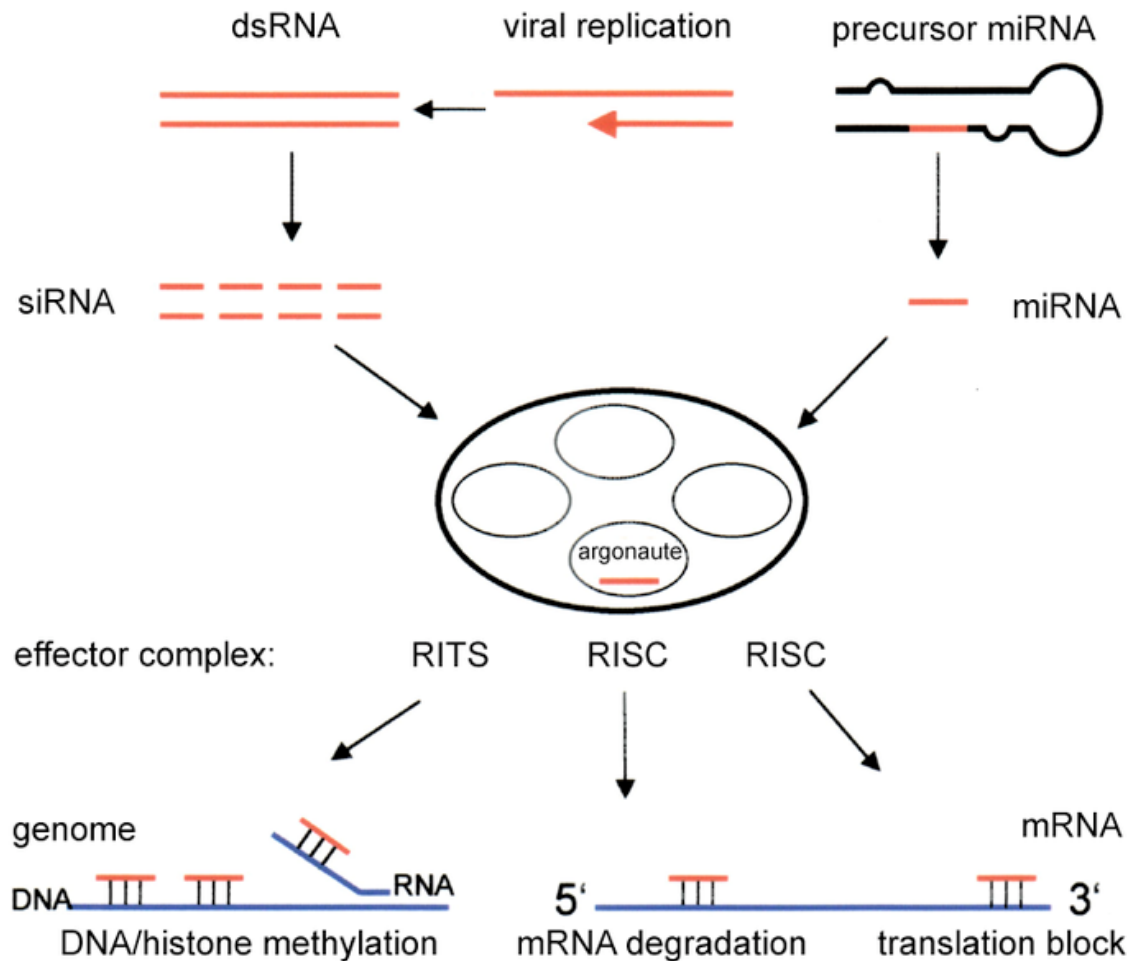 dsRNA viral replication precursor miRNA
siRNA miRNA
argonaute
effector complex: RITS RISC RISC
genome mRNA
DNA RNA 5‘ 3‘
DNA/histone methylation mRNA degradation translation block